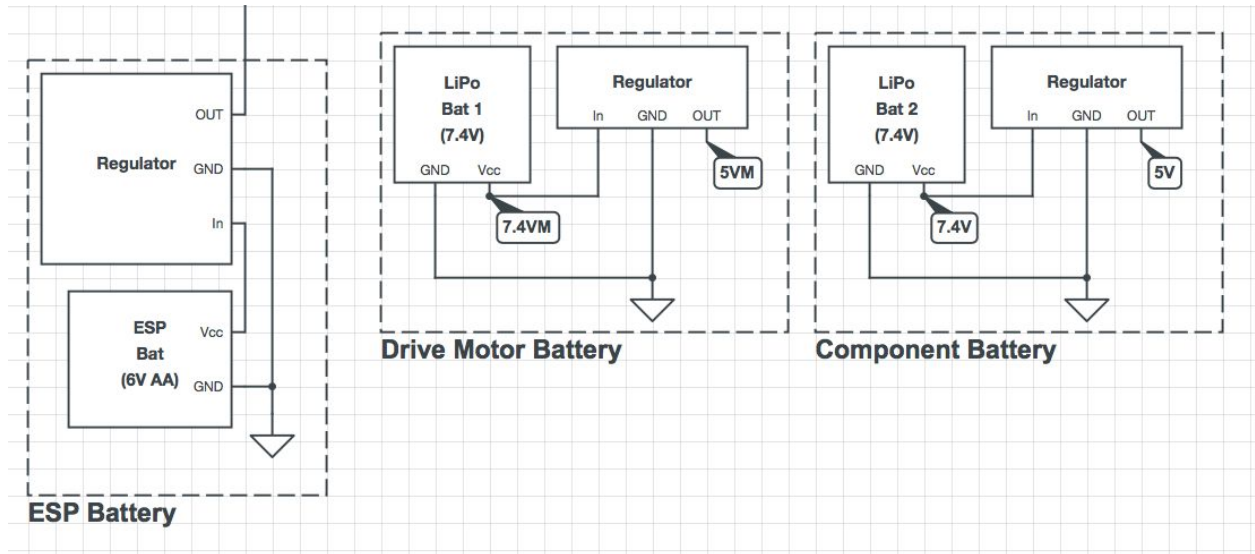 OUT
Regulator
GND
In
ESP
Bat
(6V AA)
Vcc
GND
ESP Battery
LiPo
Bat 1
(7.4V)
GND Vcc
7.4VM
Regulator
In GND OUT
5VM
Drive Motor Battery
LiPo
Bat 2
(7.4V)
GND Vcc
7.4V
Regulator
In GND OUT
5V
Component Battery